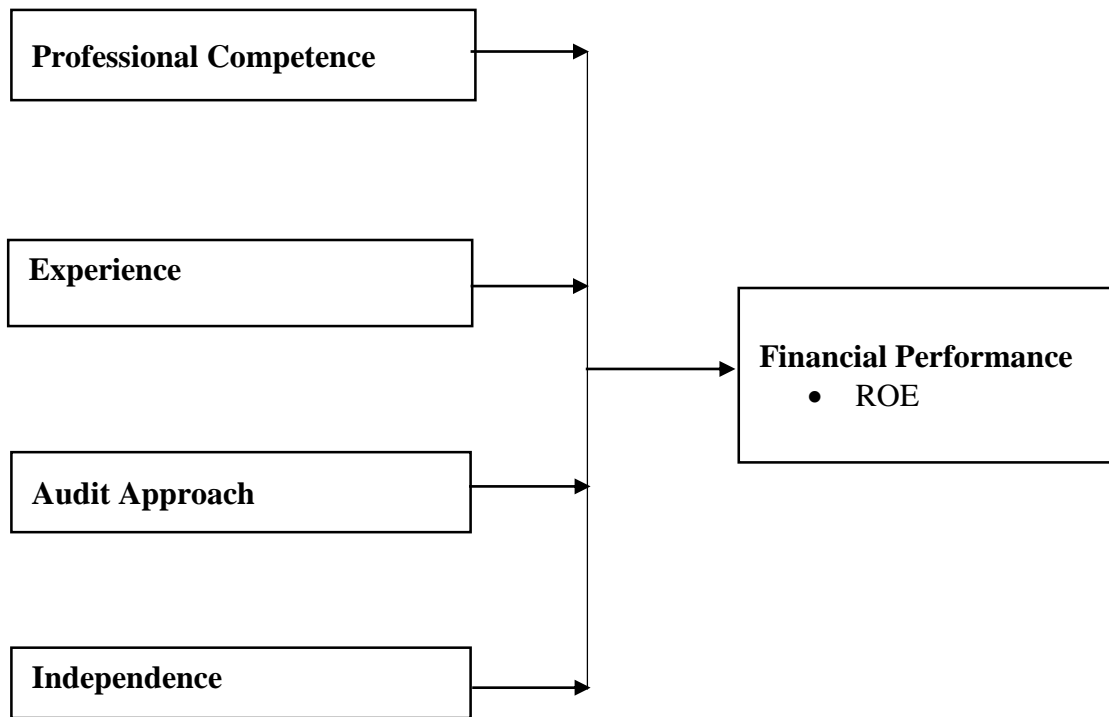 Professional Competence
Experience
Audit Approach
Independence
Financial Performance
• ROE